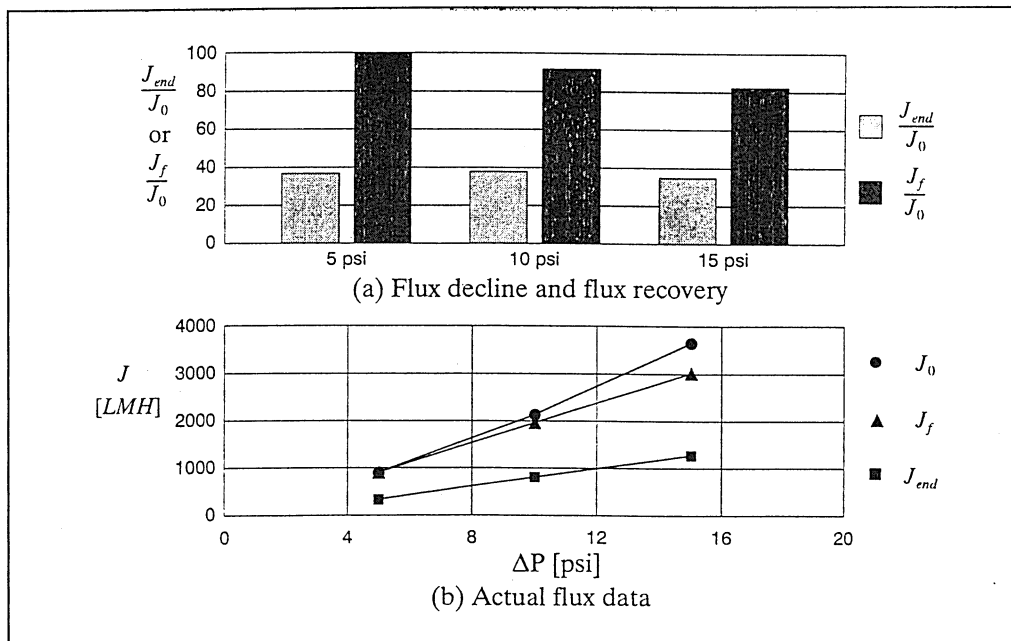 100
80
60
40
20
0
J_end
J_0
or
J_f
J_0
5 psi
10 psi
15 psi
J_end
J_0
J_f
J_0
(a) Flux decline and flux recovery
4000
3000
2000
1000
0
J
[LMH]
0
4
8
12
16
20
ΔP [psi]
J_0
J_f
J_end
(b) Actual flux data